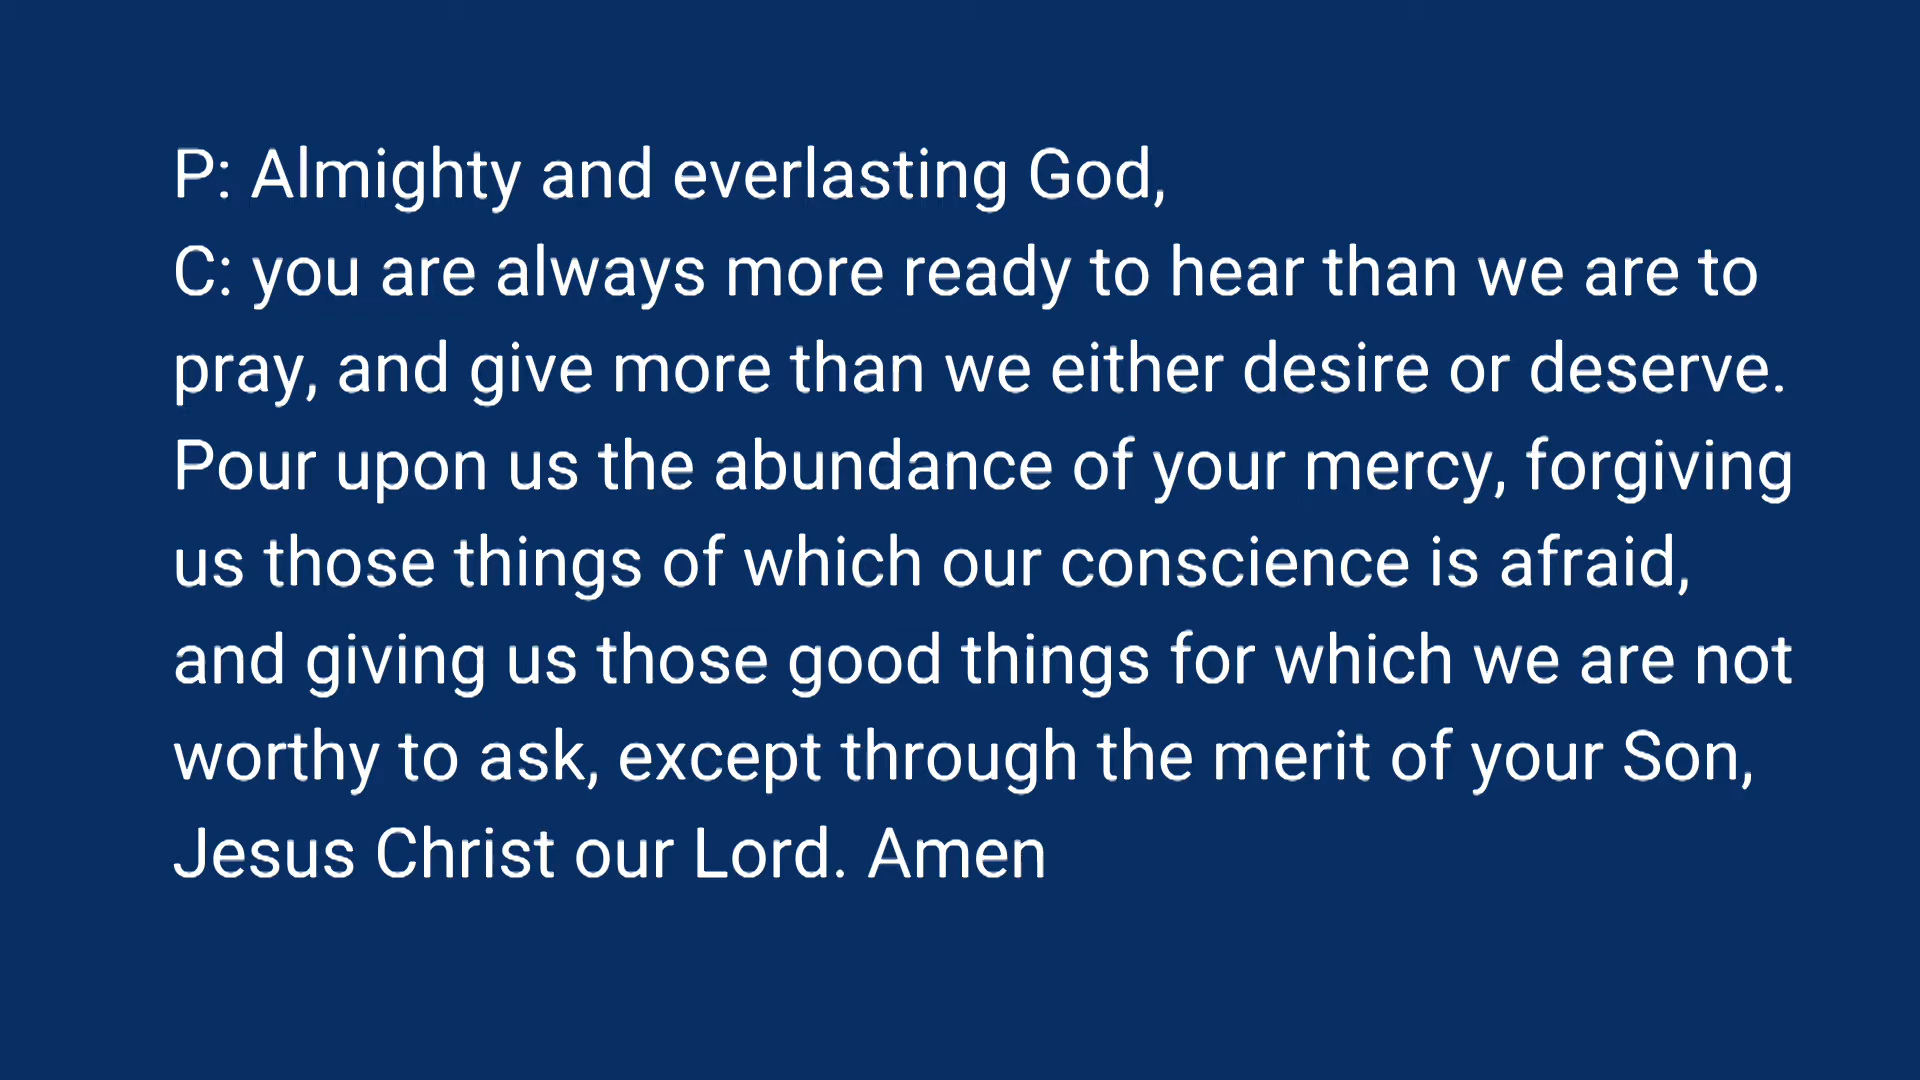 P: Almighty and everlasting God,
C: you are always more ready to hear than we are to
pray, and give more than we either desire or deserve.
Pour upon us the abundance of your mercy, forgiving
us those things of which our conscience is afraid,
and giving us those good things for which we are not
worthy to ask, except through the merit of your Son,
Jesus Christ our Lord. Amen